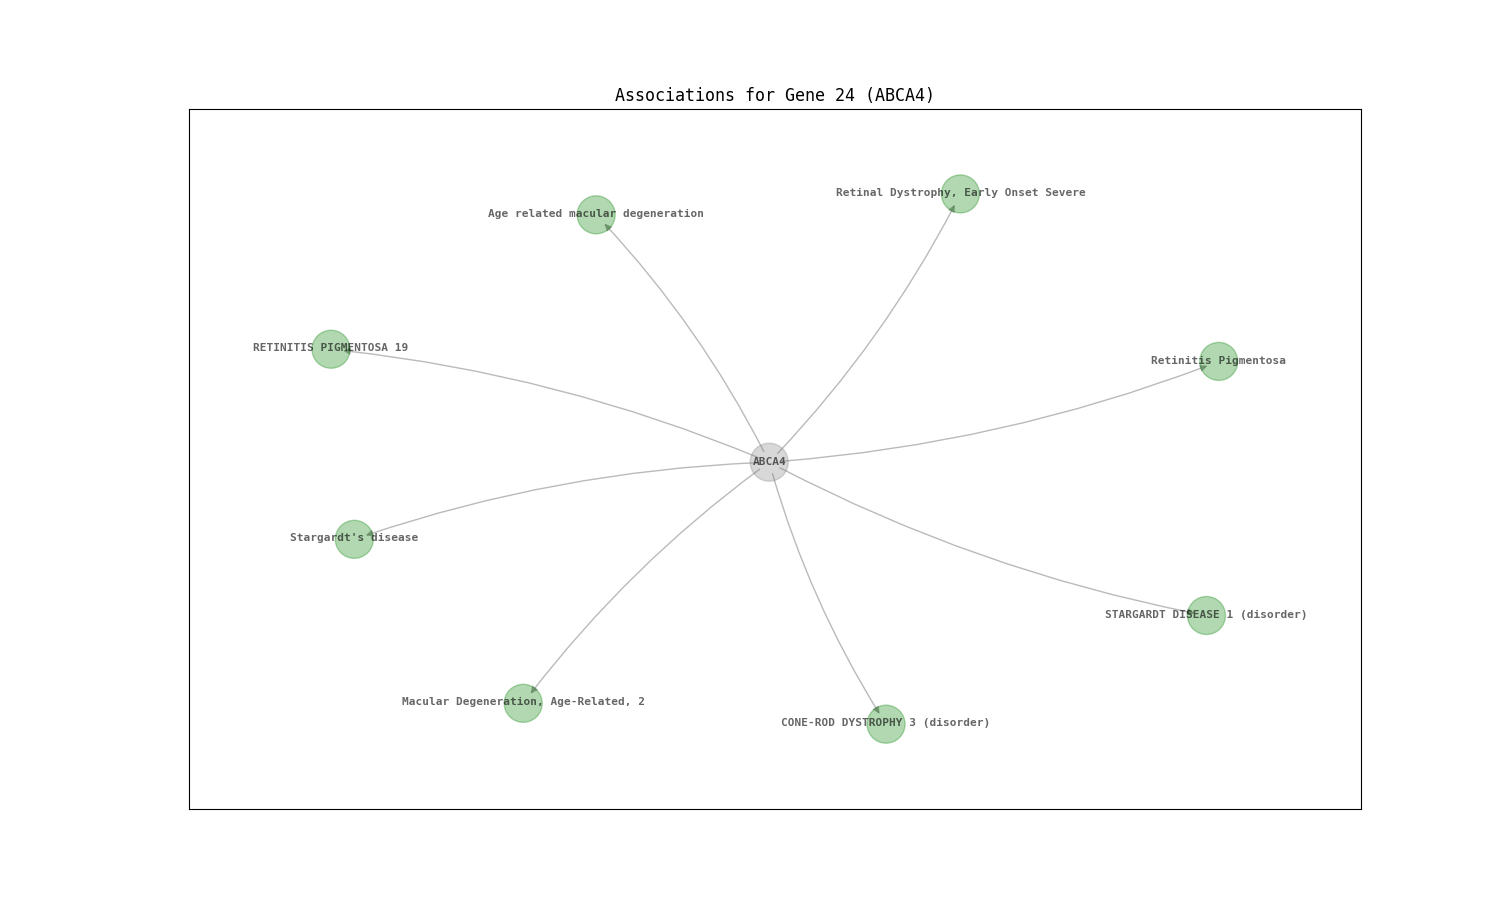 Associations for Gene 24 (ABCA4)
Retinal Dystrophy, Early Onset Severe
Age related macular degeneration
RETINITIS PIGMENTOSA 19
Retinitis Pigmentosa
ABCA4
Stargardt's disease
STARGARDT DISEASE 1 (disorder)
Macular Degeneration, Age-Related, 2
CONE-ROD DYSTROPHY 3 (disorder)